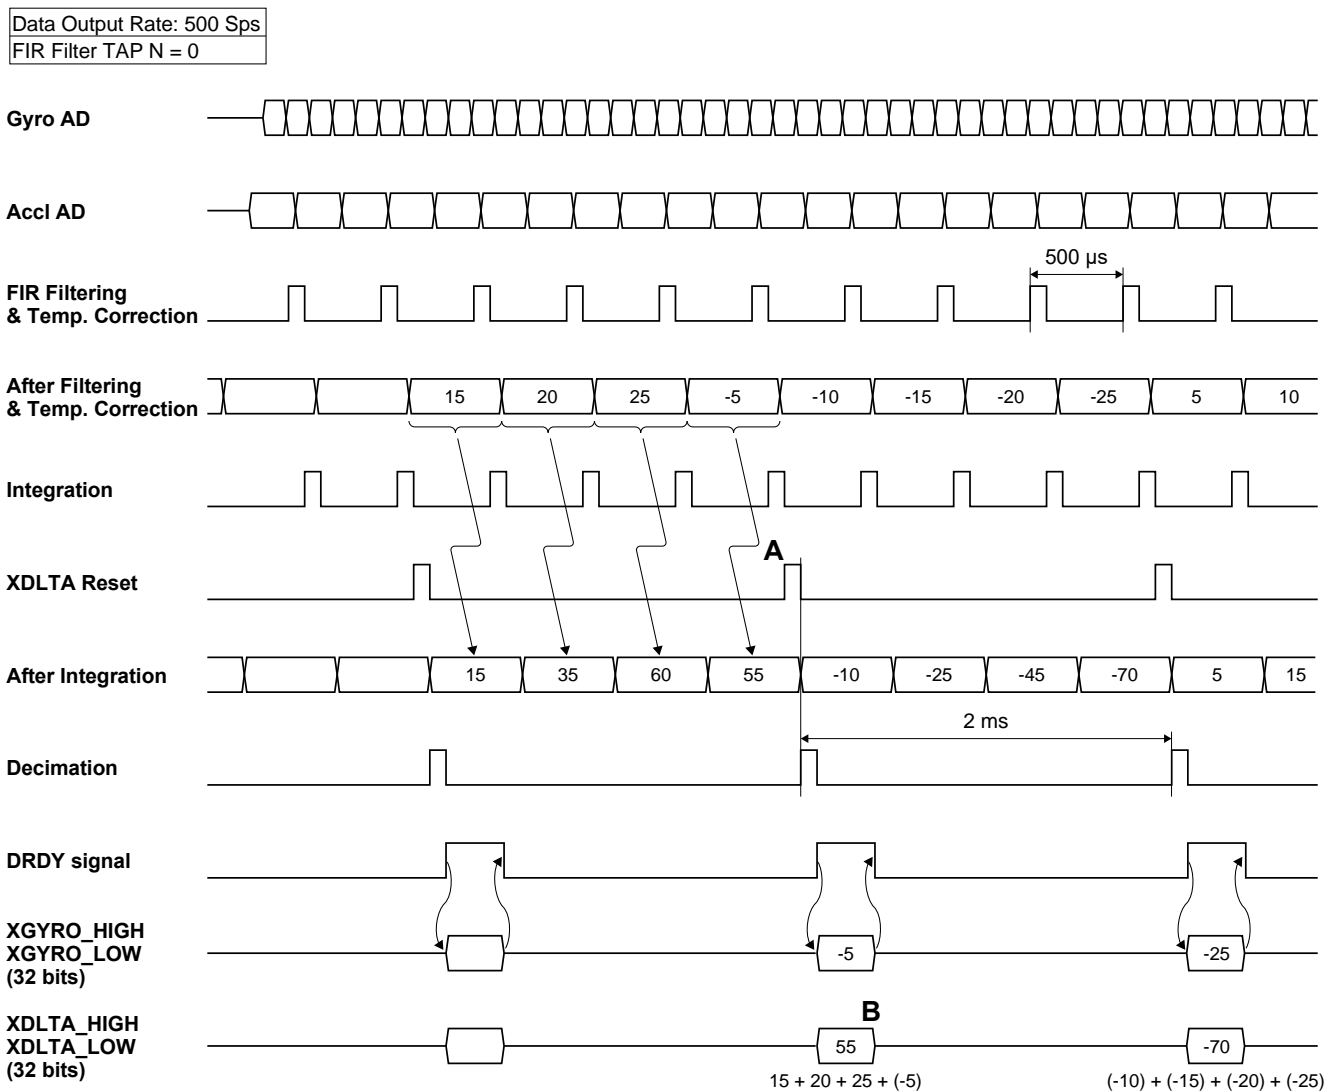 Data Output Rate: 500 Sps
FIR Filter TAP N = 0
Gyro AD
Accl AD
500 µs
FIR Filtering
& Temp. Correction
After Filtering
& Temp. Correction
15 20 25 -5 -10 -15 -20 -25 5 10
Integration
A
XDLTA Reset
After Integration
15 35 60 55 -10 -25 -45 -70 5 15
2 ms
Decimation
DRDY signal
XGYRO_HIGH
XGYRO_LOW
(32 bits)
-5 -25
B
XDLTA_HIGH
XDLTA_LOW
(32 bits)
55 -70
15 + 20 + 25 + (-5) (-10) + (-15) + (-20) + (-25)